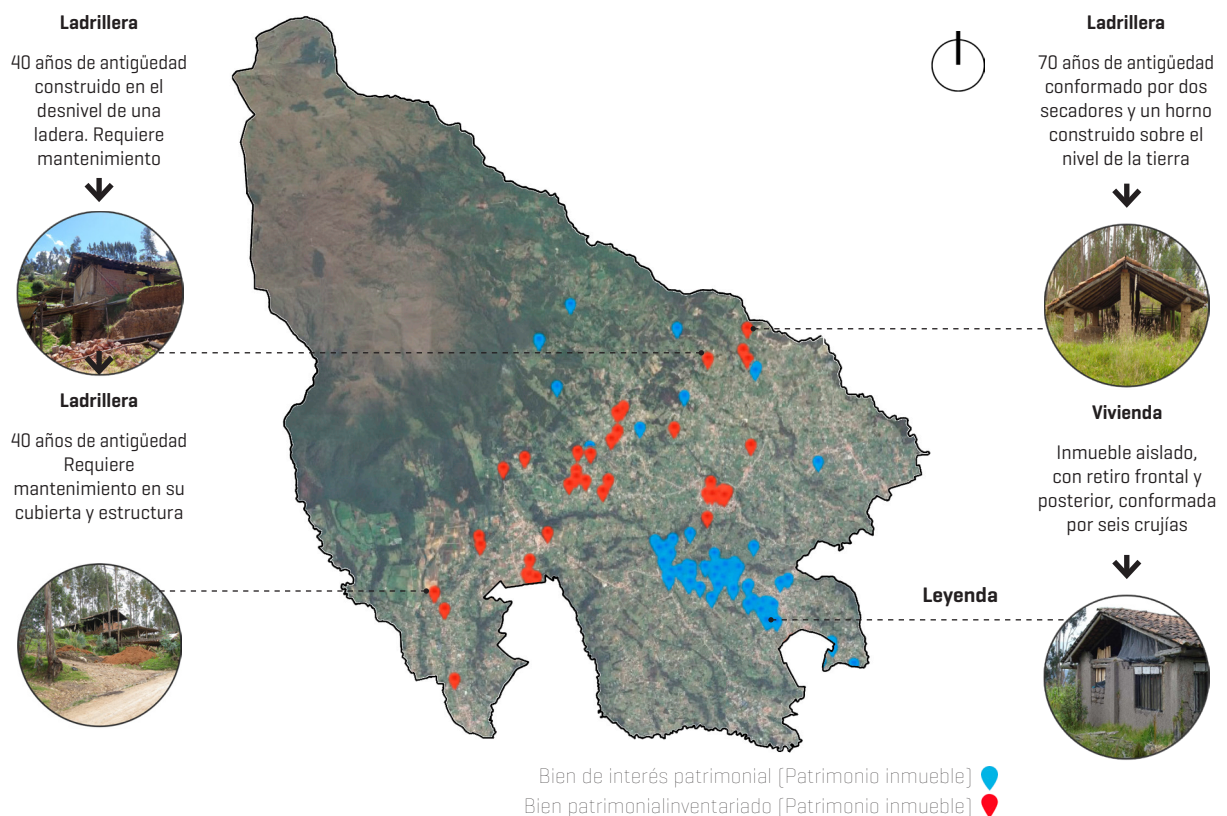 Ladrillera
40 años de antigüedad
construido en el
desnivel de una
ladera. Requiere
mantenimiento
Ladrillera
40 años de antigüedad
Requiere
mantenimiento en su
cubierta y estructura
Ladrillera
70 años de antigüedad
conformado por dos
secadores y un horno
construido sobre el
nivel de la tierra
Vivienda
Inmueble aislado,
con retiro frontal y
posterior, conformada
por seis crujías
Leyenda
Bien de interés patrimonial (Patrimonio inmueble)
Bien patrimonialinventariado (Patrimonio inmueble)